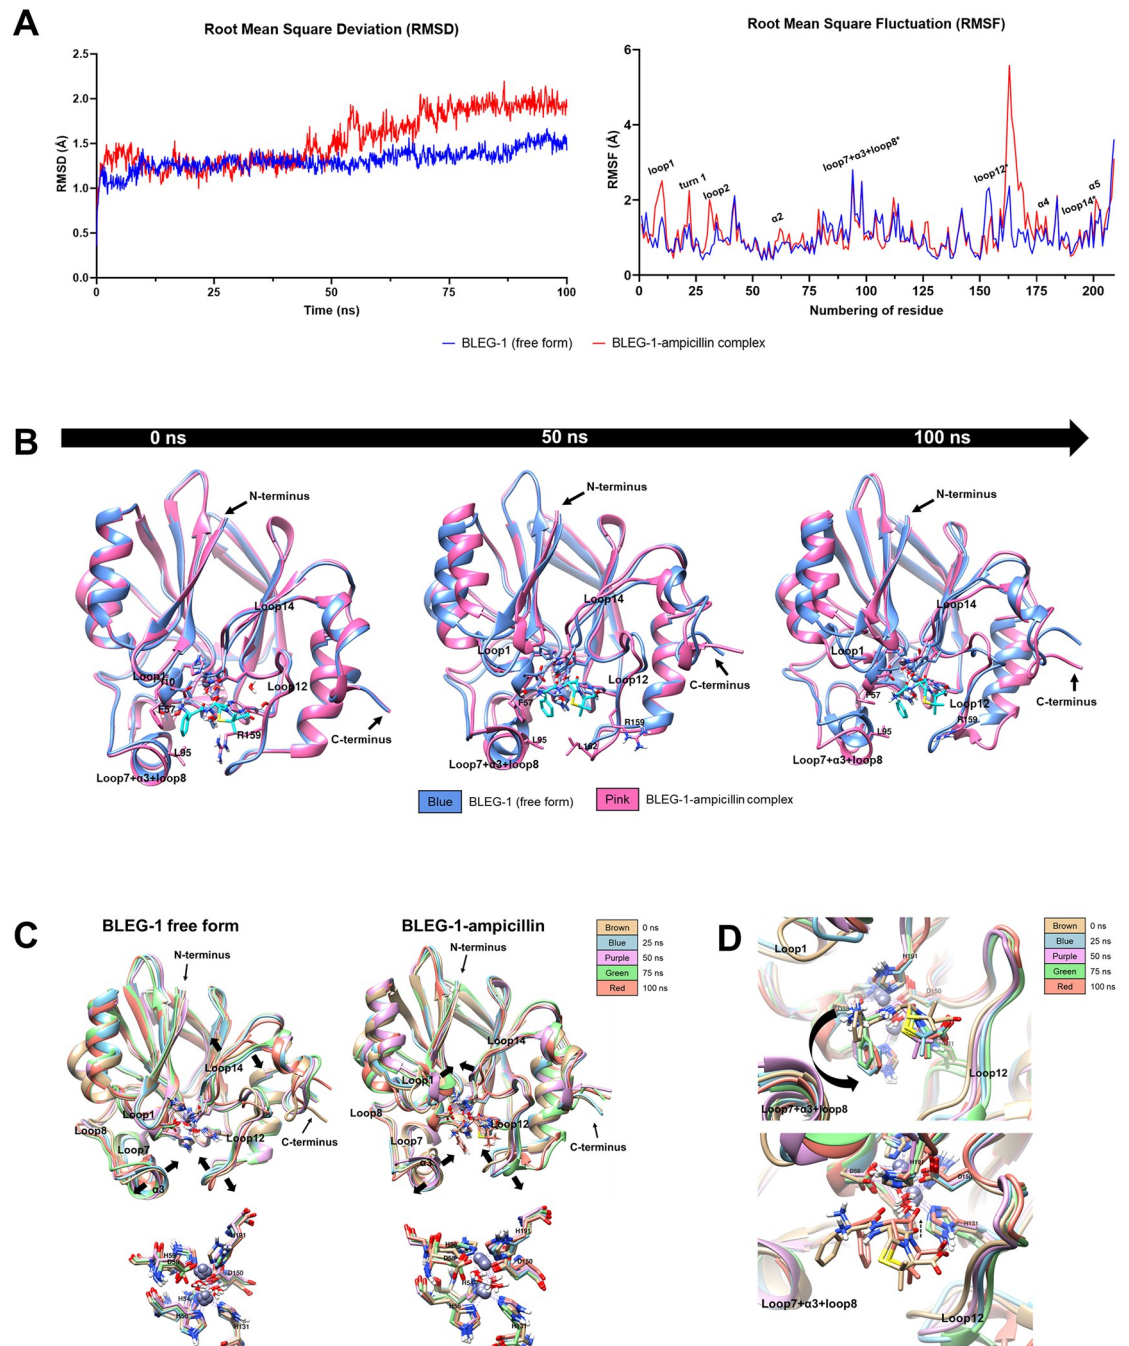 A
Root Mean Square Deviation (RMSD)
2.5
2.0
1.5
1.0
0.5
0.0
RMSD (Å)
0
25
50
75
100
Time (ns)
Root Mean Square Fluctuation (RMSF)
6
4
2
0
RMSF (Å)
loop1
turn 1
loop2
α2
loop7+α3+loop8*
loop12*
α4
loop14*
α5
0
25
50
75
100
125
150
175
200
Numbering of residue
BLEG-1 (free form)
BLEG-1-ampicillin complex
B
0 ns
50 ns
100 ns
N-terminus
Loop14
Loop12
F57
R159
L95
C-terminus
Loop7+α3+loop8
N-terminus
Loop14
Loop1
Loop12
C-terminus
F57
R159
L95
L162
Loop7+α3+loop8
N-terminus
Loop14
Loop1
F57
Loop12
R159
L95
C-terminus
Loop7+α3+loop8
Blue
BLEG-1 (free form)
Pink
BLEG-1-ampicillin complex
C
BLEG-1 free form
N-terminus
Loop14
Loop1
Loop8
Loop7
Loop12
C-terminus
α3
H191
D150
H131
BLEG-1-ampicillin
N-terminus
Loop14
Loop1
Loop8
Loop7
Loop12
C-terminus
α3
H191
D150
H131
Brown 0 ns
Blue 25 ns
Purple 50 ns
Green 75 ns
Red 100 ns
D
Loop1
H191
D150
Loop12
Loop7+α3+loop8
Brown 0 ns
Blue 25 ns
Purple 50 ns
Green 75 ns
Red 100 ns
D58
H191
D150
H131
Loop7+α3+loop8
Loop12